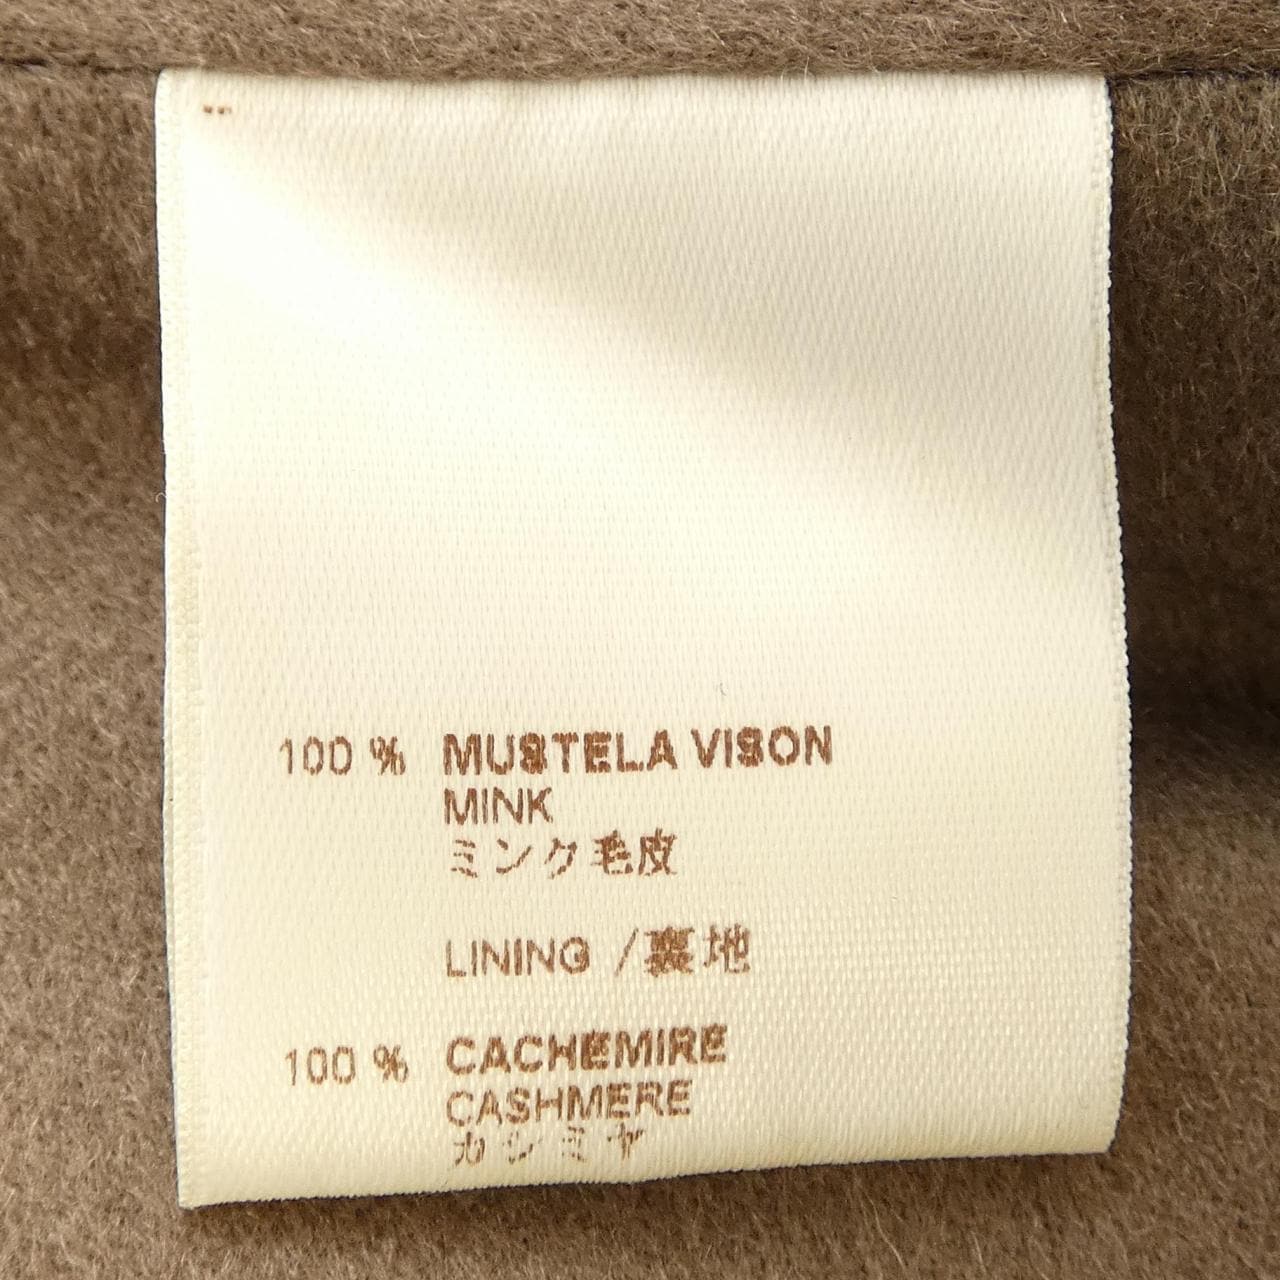 100 % MUSTELA VISON
MINK
ミンク毛皮
LINING /裏地
100 % CACHEMIRE
CASHMERE
カシミヤ